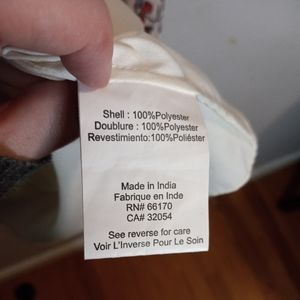 Shell : 100%Polyester
Doublure : 100%Polyester
Revestimiento:100%Poliéster
Made in India
Fabrique en Inde
RN# 66170
CA# 32054
See reverse for care
Voir L'Inverse Pour Le Soin